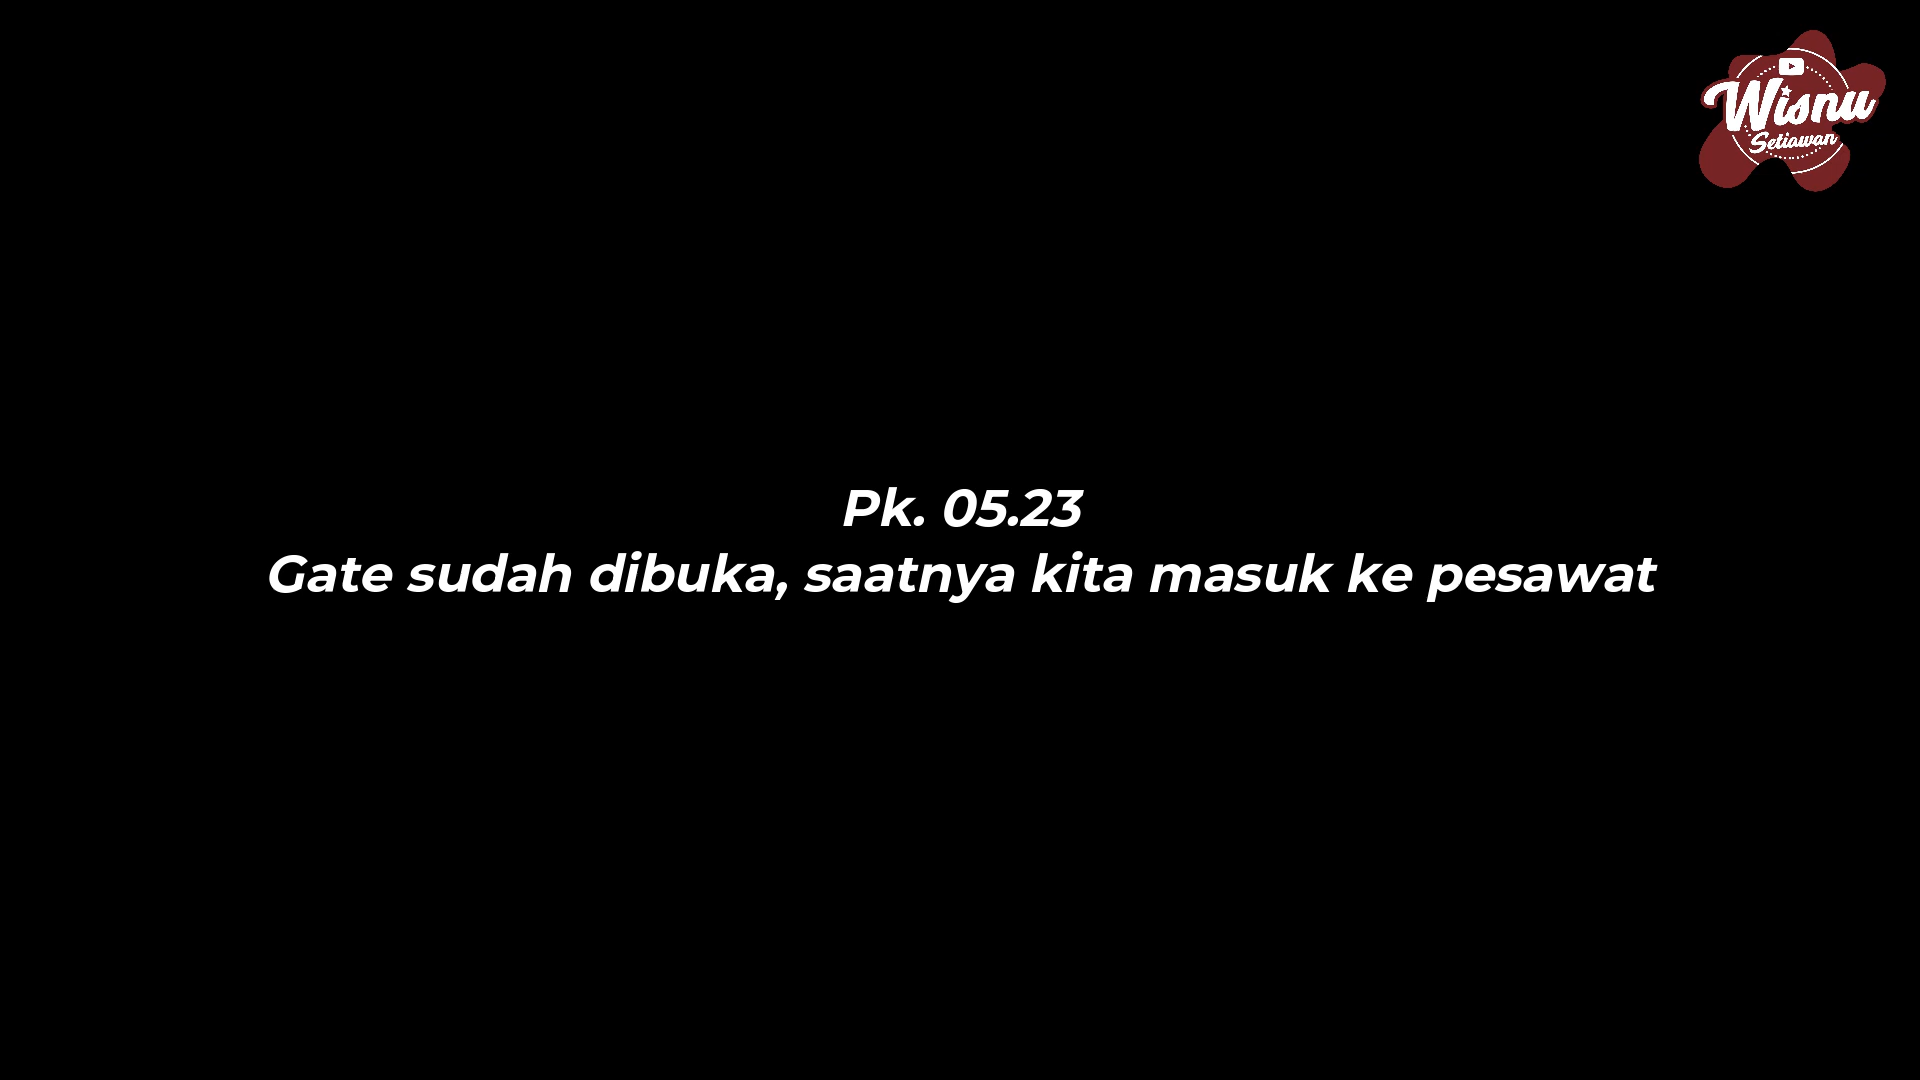 Wisnu
Setiawan
Pk. 05.23
Gate sudah dibuka, saatnya kita masuk ke pesawat